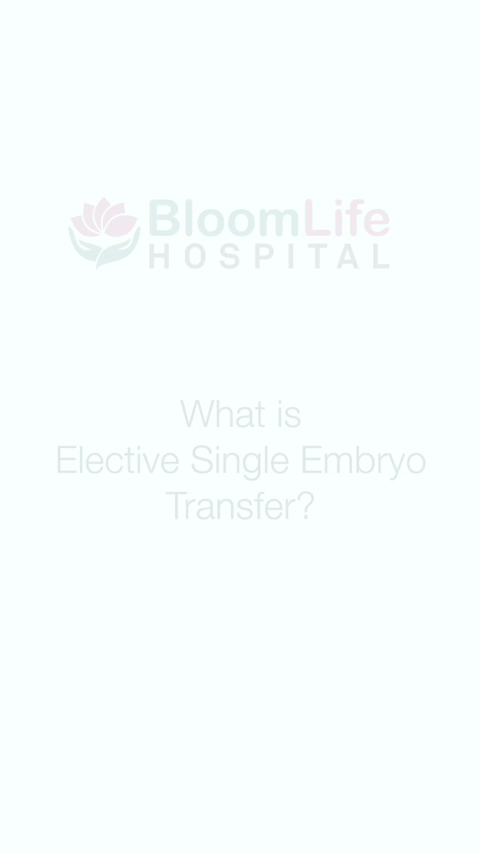 BloomLife
HOSPITAL
What is
Elective Single Embryo
Transfer?